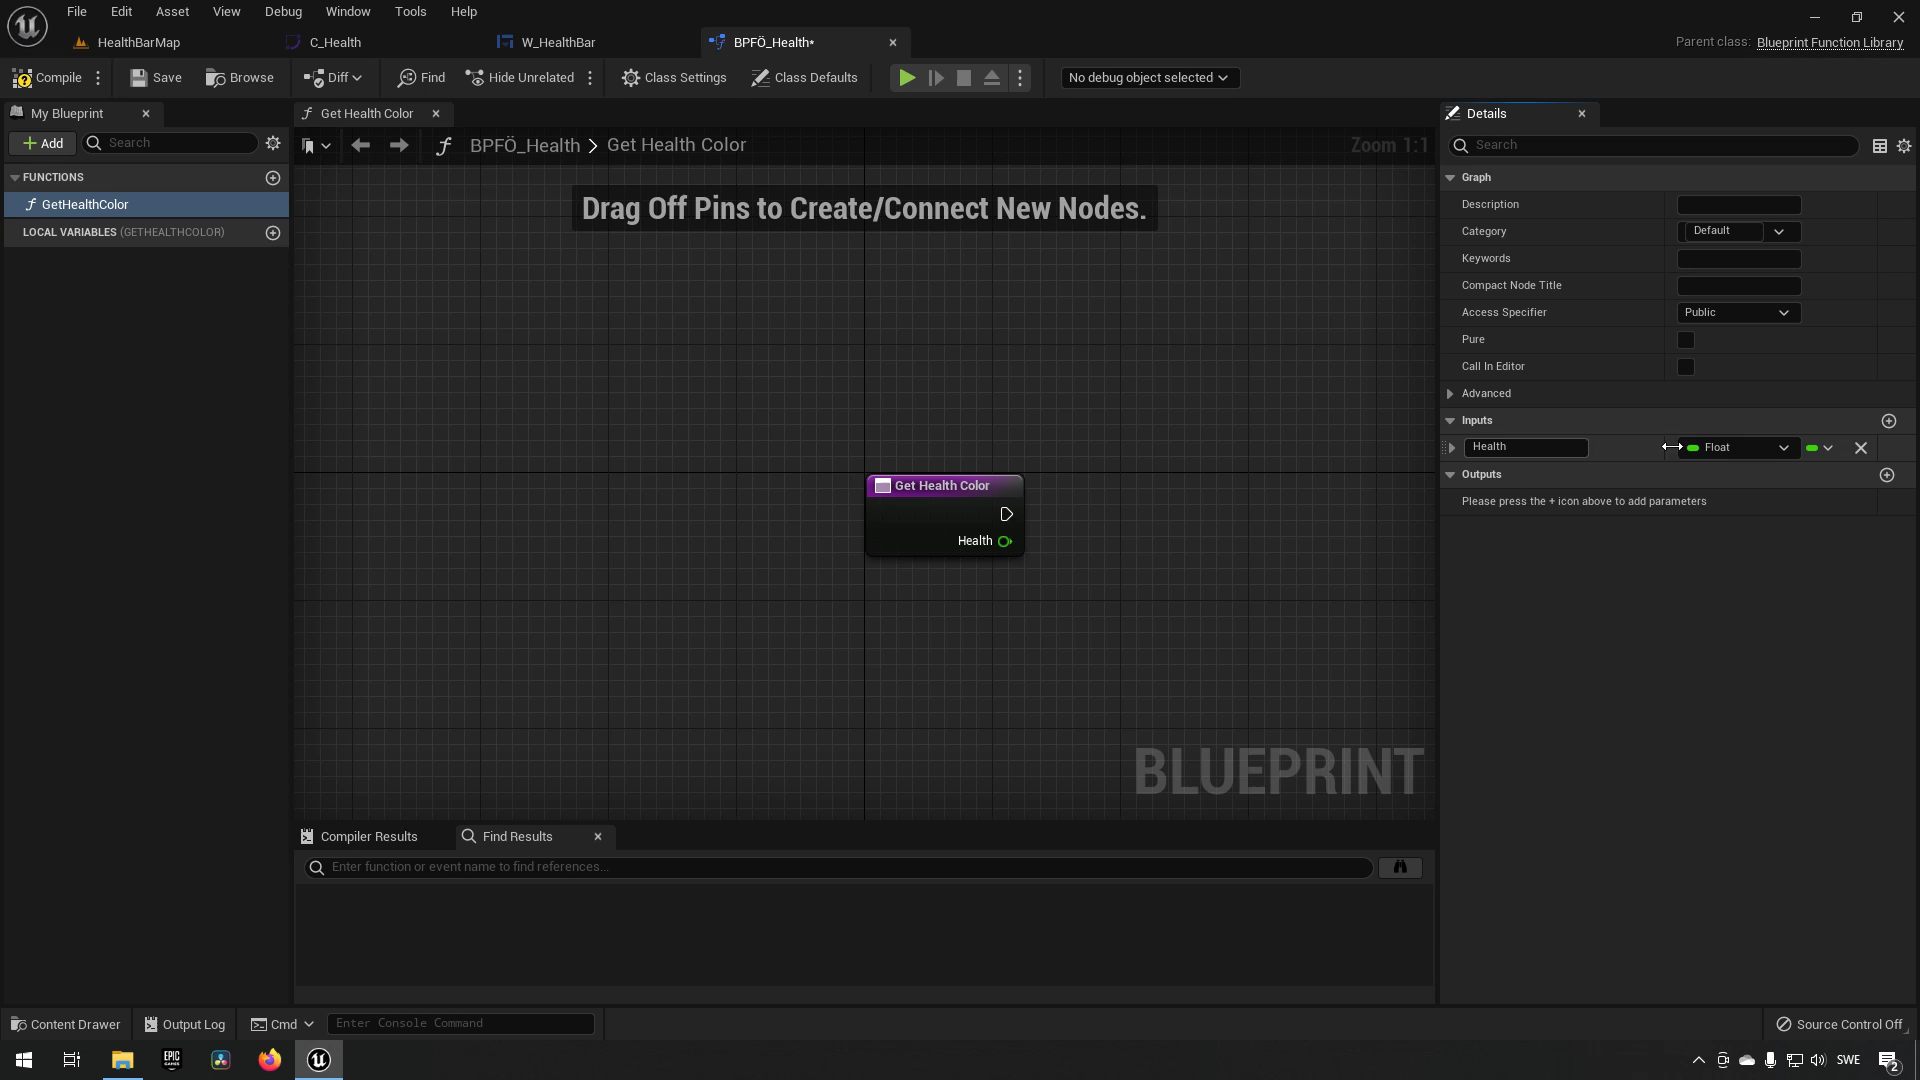 File Edit Asset View Debug Window Tools Help
HealthBarMap C_Health W_HealthBar BPFÖ_Health* Parent class: Blueprint Function Library
Compile Save Browse Diff Find Hide Unrelated Class Settings Class Defaults No debug object selected
My Blueprint Get Health Color Details
Add Search BPFÖ_Health > Get Health Color Zoom 1:1 Search
FUNCTIONS
GetHealthColor
LOCAL VARIABLES (GETHEALTHCOLOR)
Drag Off Pins to Create/Connect New Nodes.
Get Health Color
Health
BLUEPRINT
Graph
Description
Category Default
Keywords
Compact Node Title
Access Specifier Public
Pure
Call In Editor
Advanced
Inputs
Health Float
Outputs
Please press the + icon above to add parameters
Compiler Results Find Results
Enter function or event name to find references...
Content Drawer Output Log Cmd Enter Console Command Source Control Off
EPIC GAMES SWE 2